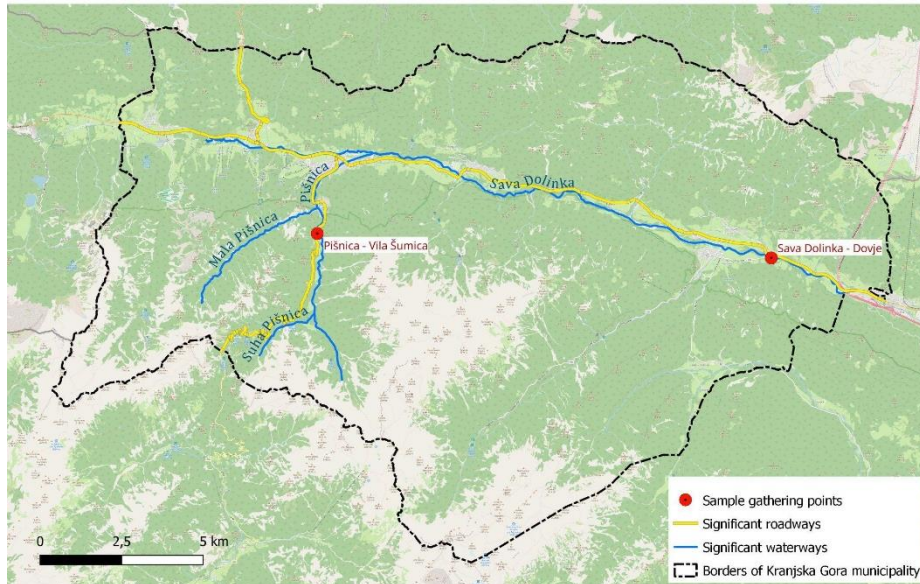 Pišnica
Sava Dolinka
Mala Pišnica
Pišnica - Vila Šumica
Sava Dolinka - Dovje
Suha Pišnica
0 2,5 5 km
Sample gathering points
Significant roadways
Significant waterways
Borders of Kranjska Gora municipality